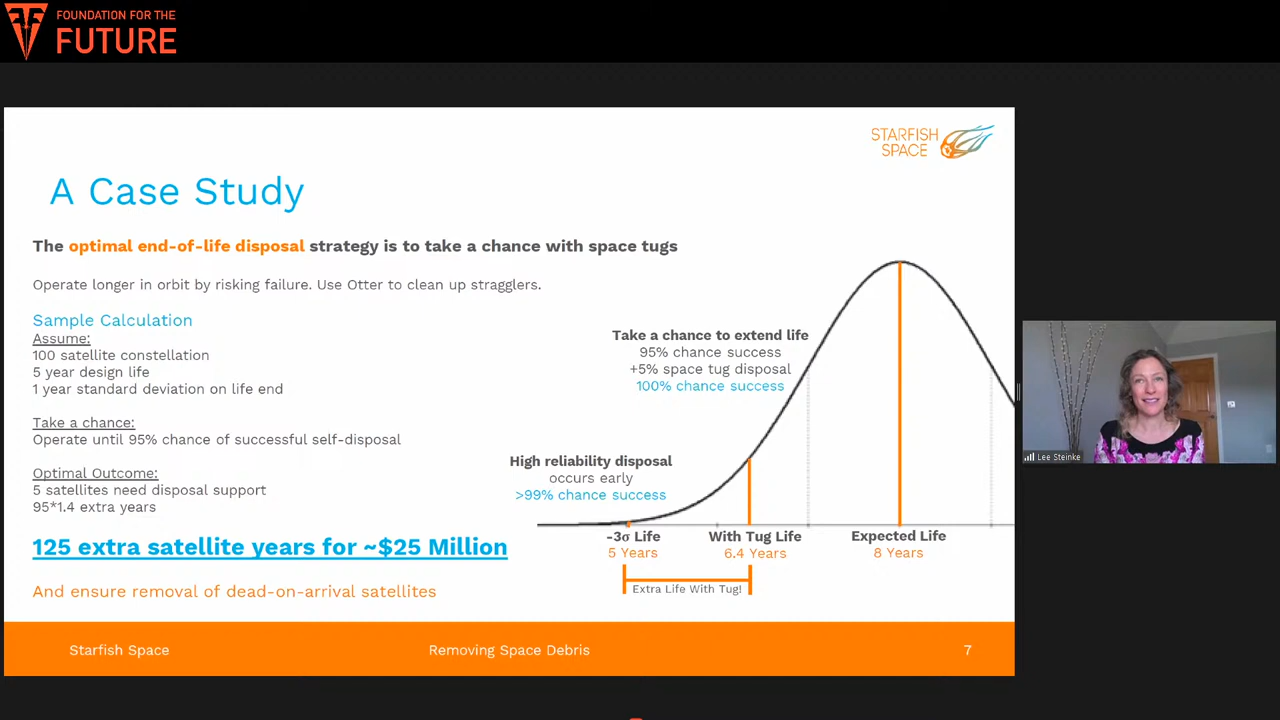 FOUNDATION FOR THE
FUTURE
STARFISH
SPACE
A Case Study
The optimal end-of-life disposal strategy is to take a chance with space tugs
Operate longer in orbit by risking failure. Use Otter to clean up stragglers.
Sample Calculation
Assume:
100 satellite constellation
5 year design life
1 year standard deviation on life end
Take a chance:
Operate until 95% chance of successful self-disposal
Optimal Outcome:
5 satellites need disposal support
95*1.4 extra years
125 extra satellite years for ~$25 Million
And ensure removal of dead-on-arrival satellites
Take a chance to extend life
95% chance success
+5% space tug disposal
100% chance success
High reliability disposal
occurs early
>99% chance success
-3σ Life
5 Years
With Tug Life
6.4 Years
Expected Life
8 Years
Extra Life With Tug!
Lee Steinke
Starfish Space
Removing Space Debris
7